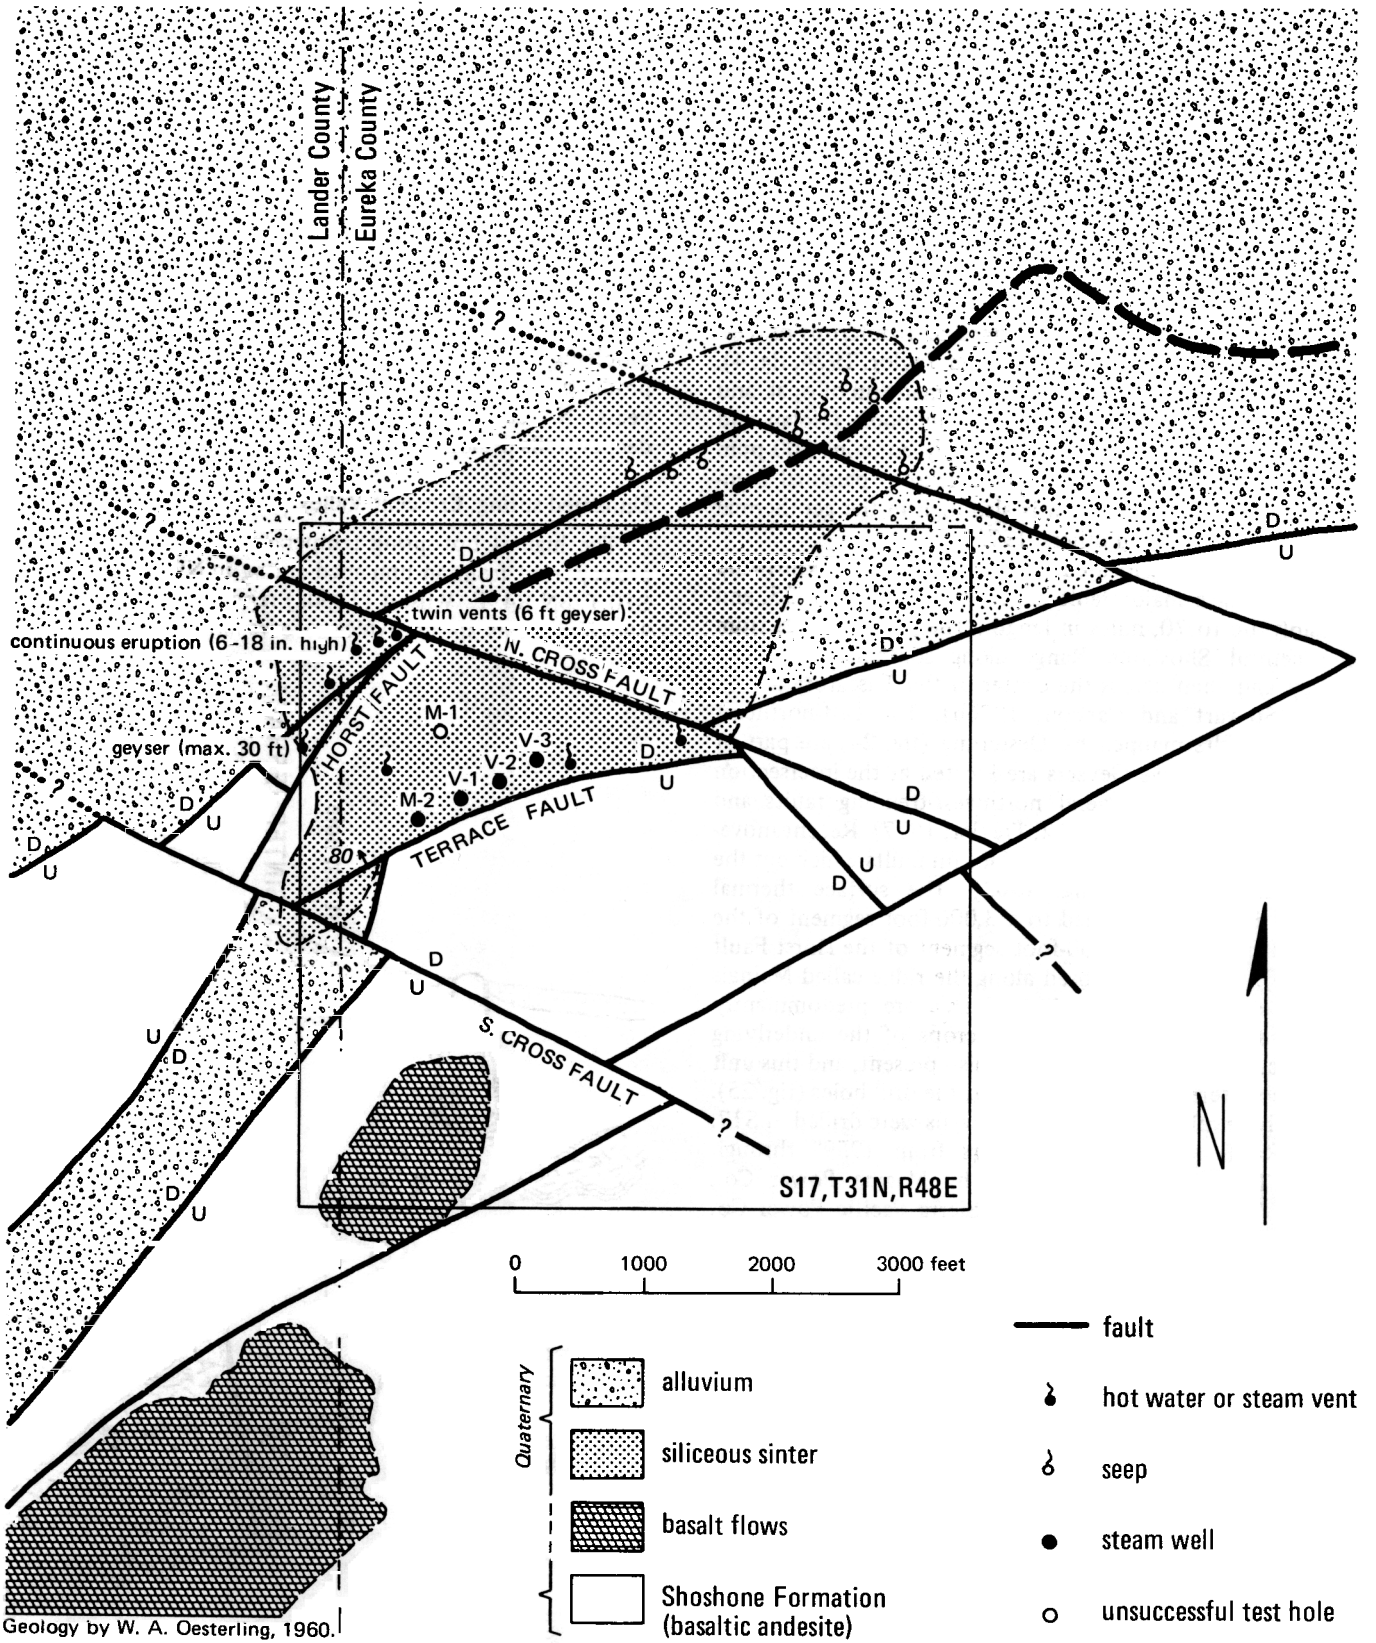 Lander County
Eureka County
?
?
D
U
D
U
twin vents (6 ft geyser)
continuous eruption (6-18 in. high)
N. CROSS FAULT
D
U
HORST FAULT
M-1
geyser (max. 30 ft)
V-3
V-2
D
U
?
V-1
M-2
D
U
D
U
TERRACE FAULT
D
U
80
U
D
D
U
?
S. CROSS FAULT
U
D
?
D
U
S17,T31N,R48E
N
0 1000 2000 3000 feet
fault
hot water or steam vent
seep
steam well
unsuccessful test hole
Quaternary
alluvium
siliceous sinter
basalt flows
Shoshone Formation
(basaltic andesite)
Geology by W. A. Oesterling, 1960.